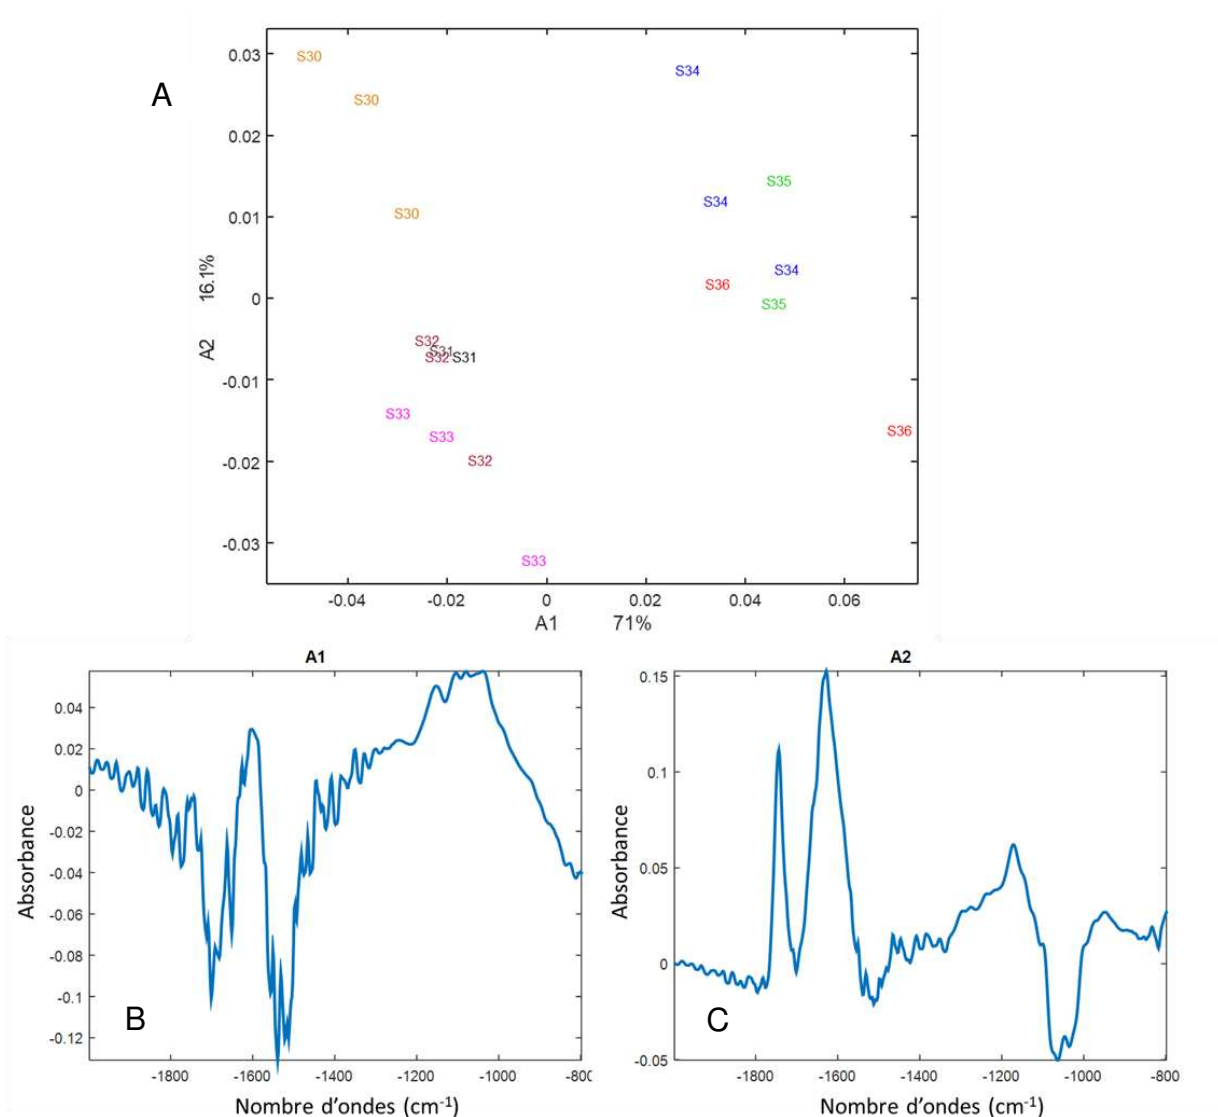 A
0.03
0.02
0.01
0
-0.01
-0.02
-0.03
A2 16.1%
S30
S34
S30
S35
S34
S30
S34
S36
S35
S32
S31
S32 S31
S33
S36
S33
S32
S33
-0.04 -0.02 0 0.02 0.04 0.06
A1 71%
A1
0.04
0.02
0
-0.02
-0.04
-0.06
-0.08
-0.1
-0.12
Absorbance
B
-1800 -1600 -1400 -1200 -1000 -800
Nombre d’ondes (cm-1)
A2
0.15
0.1
0.05
0
-0.05
Absorbance
C
-1800 -1600 -1400 -1200 -1000 -800
Nombre d’ondes (cm-1)